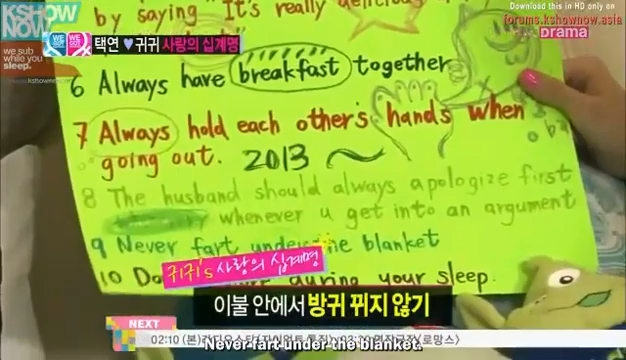 KSHOW
NOW
Download this in HD only on
forums.kshownow.asia
drama
we sub
while you
sleep.
by saying "It's really delicious
택연 ♥ 귀귀 사랑의 십계명
6 Always have breakfast together
7 Always hold each other's hands when
going out. 2013
8 The husband should always apologize first
whenever u get into an argument
9 Never fart under the blanket
10 Do during your sleep.
귀귀's 사랑의 십계명
이불 안에서 방귀 뀌지 않기
NEXT
02:10 (본)
Never fart under the blanket.